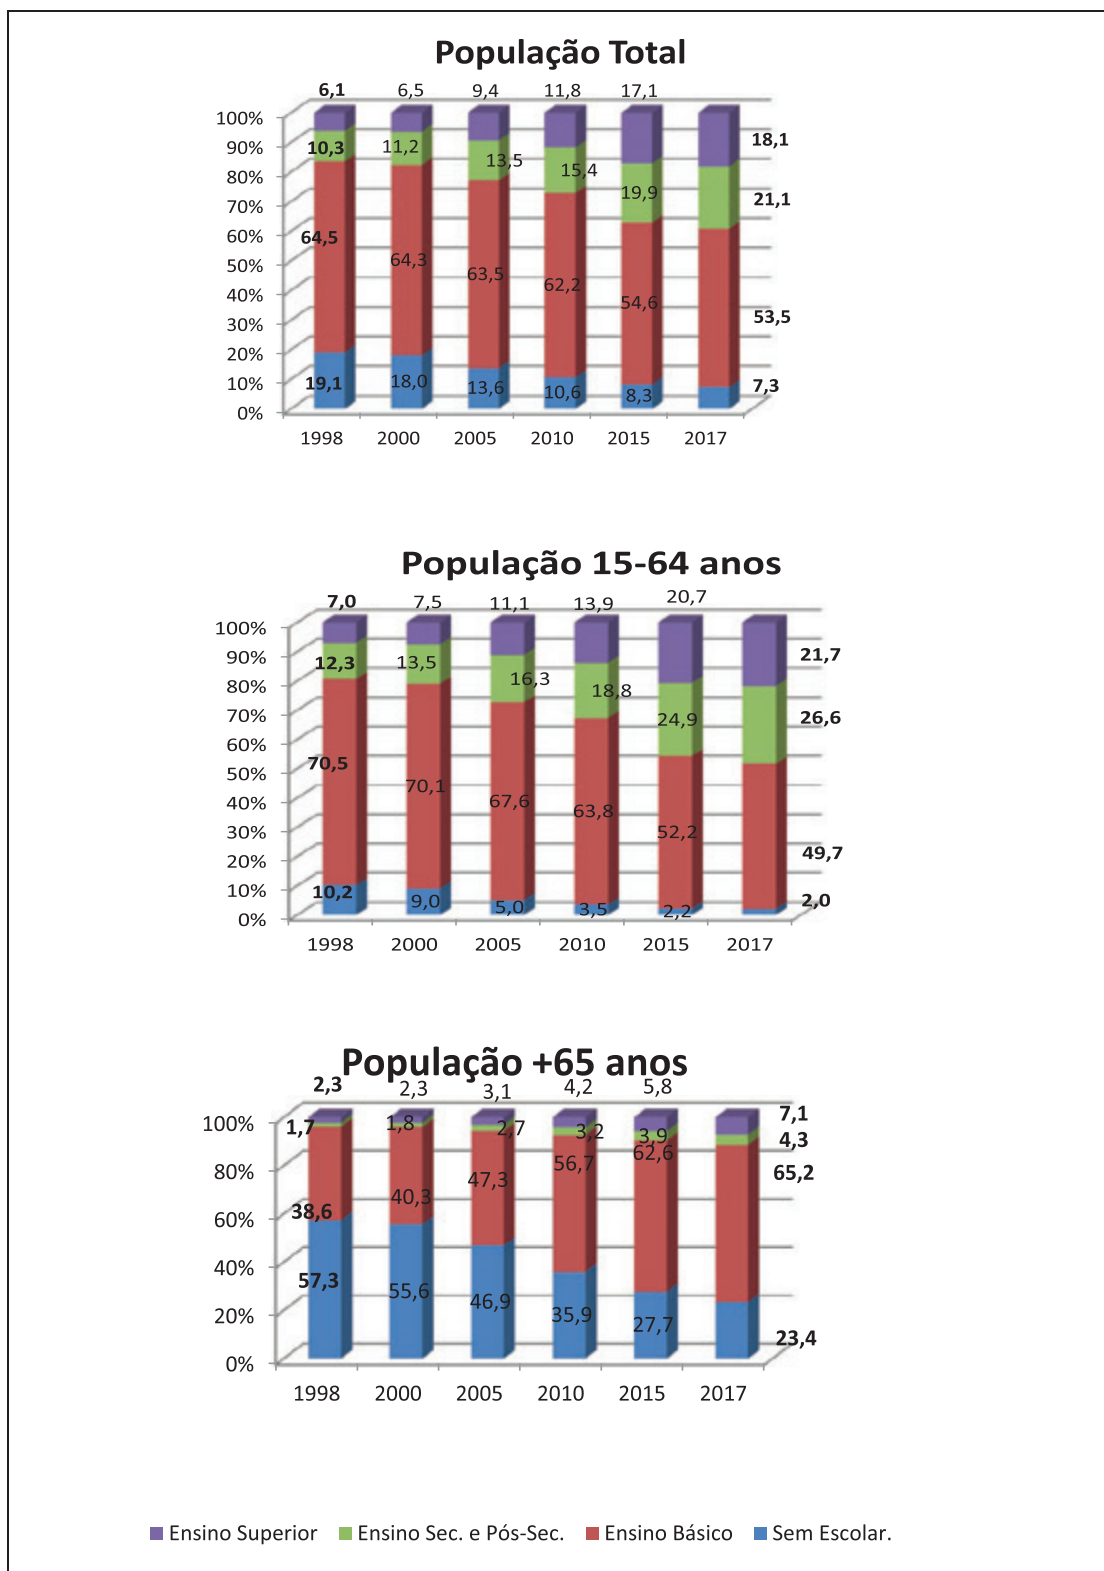 População Total
6,1 6,5 9,4 11,8 17,1
100%
90%
80%
70%
60%
50%
40%
30%
20%
10%
0%
18,1
10,3 11,2 13,5 15,4 19,9 21,1
64,5 64,3 63,5 62,2 54,6 53,5
19,1 18,0 13,6 10,6 8,3 7,3
1998 2000 2005 2010 2015 2017
População 15-64 anos
7,0 7,5 11,1 13,9 20,7
100%
90%
80%
70%
60%
50%
40%
30%
20%
10%
0%
21,7
12,3 13,5 16,3 18,8 24,9 26,6
70,5 70,1 67,6 63,8 52,2 49,7
10,2 9,0 5,0 3,5 2,2 2,0
1998 2000 2005 2010 2015 2017
População +65 anos
2,3 2,3 3,1 4,2 5,8 7,1
100%
80%
60%
40%
20%
0%
1,7 1,8 2,7 3,2 3,9 4,3
38,6 40,3 47,3 56,7 62,6 65,2
57,3 55,6 46,9 35,9 27,7 23,4
1998 2000 2005 2010 2015 2017
Ensino Superior Ensino Sec. e Pós-Sec. Ensino Básico Sem Escolar.